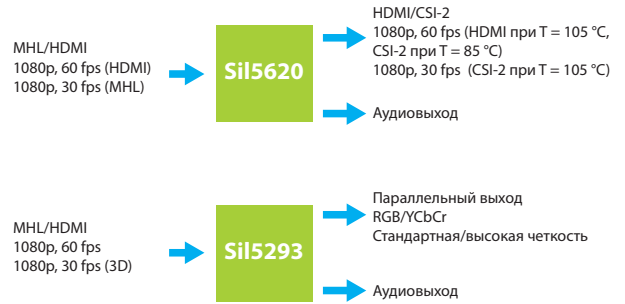 MHL/HDMI
1080p, 60 fps (HDMI)
1080p, 30 fps (MHL)
Sil5620
HDMI/CSI-2
1080p, 60 fps (HDMI при T = 105 °C,
CSI-2 при T = 85 °C)
1080p, 30 fps (CSI-2 при T = 105 °C)
Аудиовыход
MHL/HDMI
1080p, 60 fps
1080p, 30 fps (3D)
Sil5293
Параллельный выход
RGB/YCbCr
Стандартная/высокая четкость
Аудиовыход